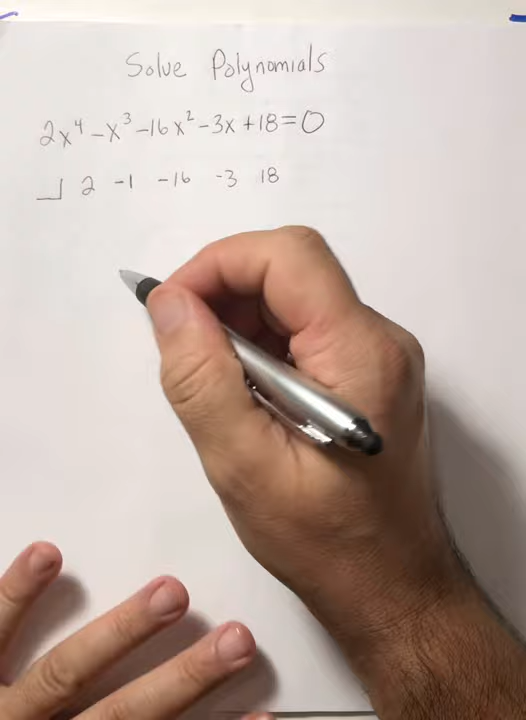 Solve Polynomials
2x⁴ -x³ -16x² -3x +18=0
_| 2 -1 -16 -3 18